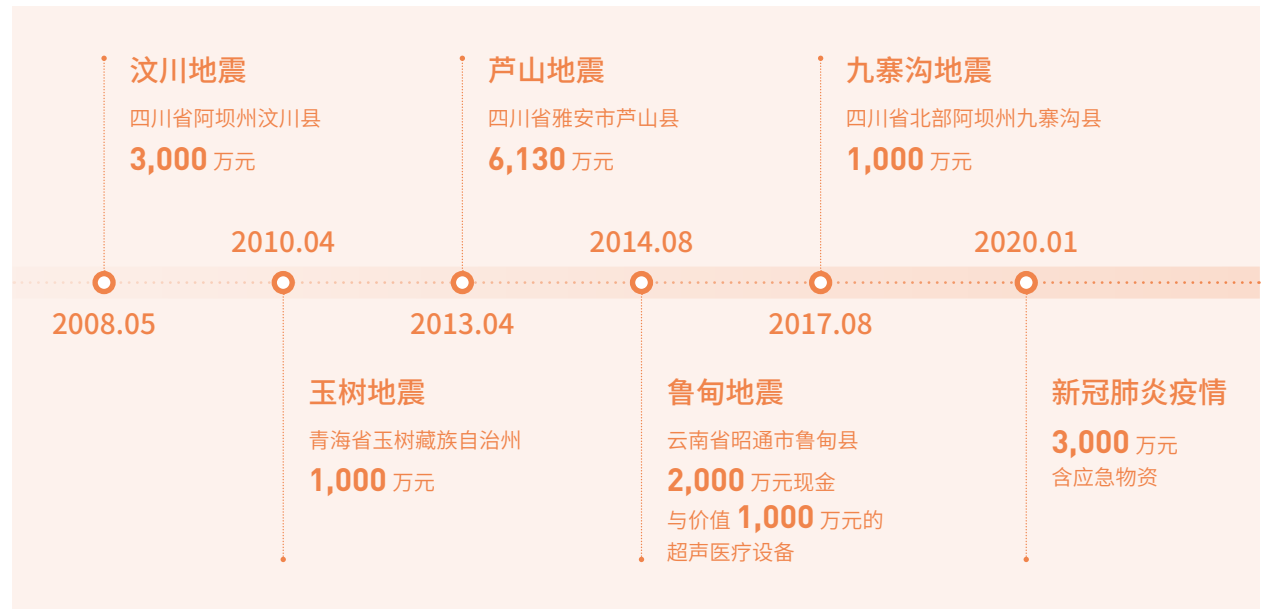 汶川地震
四川省阿坝州汶川县
3,000 万元
2008.05
2010.04
玉树地震
青海省玉树藏族自治州
1,000 万元
芦山地震
四川省雅安市芦山县
6,130 万元
2013.04
2014.08
鲁甸地震
云南省昭通市鲁甸县
2,000 万元现金
与价值 1,000 万元的
超声医疗设备
九寨沟地震
四川省北部阿坝州九寨沟县
1,000 万元
2017.08
2020.01
新冠肺炎疫情
3,000 万元
含应急物资